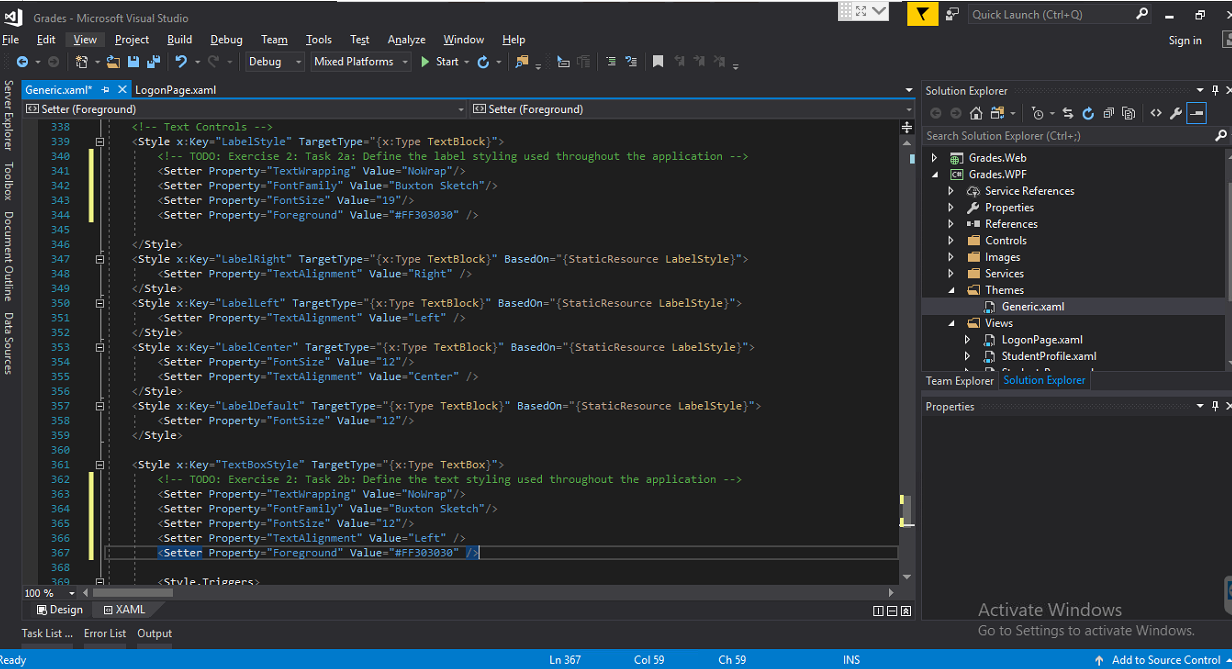 Grades - Microsoft Visual Studio
Quick Launch (Ctrl+Q)
File Edit View Project Build Debug Team Tools Test Analyze Window Help
Sign in
Debug Mixed Platforms Start
Generic.xaml* LogonPage.xaml
Setter (Foreground) Setter (Foreground)
Server Explorer
Toolbox
Document Outline
Data Sources
338 <!-- Text Controls -->
339 <Style x:Key="LabelStyle" TargetType="{x:Type TextBlock}">
340 <!-- TODO: Exercise 2: Task 2a: Define the label styling used throughout the application -->
341 <Setter Property="TextWrapping" Value="NoWrap"/>
342 <Setter Property="FontFamily" Value="Buxton Sketch"/>
343 <Setter Property="FontSize" Value="19"/>
344 <Setter Property="Foreground" Value="#FF303030" />
345
346 </Style>
347 <Style x:Key="LabelRight" TargetType="{x:Type TextBlock}" BasedOn="{StaticResource LabelStyle}">
348 <Setter Property="TextAlignment" Value="Right" />
349 </Style>
350 <Style x:Key="LabelLeft" TargetType="{x:Type TextBlock}" BasedOn="{StaticResource LabelStyle}">
351 <Setter Property="TextAlignment" Value="Left" />
352 </Style>
353 <Style x:Key="LabelCenter" TargetType="{x:Type TextBlock}" BasedOn="{StaticResource LabelStyle}">
354 <Setter Property="FontSize" Value="12"/>
355 <Setter Property="TextAlignment" Value="Center" />
356 </Style>
357 <Style x:Key="LabelDefault" TargetType="{x:Type TextBlock}" BasedOn="{StaticResource LabelStyle}">
358 <Setter Property="FontSize" Value="12"/>
359 </Style>
360
361 <Style x:Key="TextBoxStyle" TargetType="{x:Type TextBox}">
362 <!-- TODO: Exercise 2: Task 2b: Define the text styling used throughout the application -->
363 <Setter Property="TextWrapping" Value="NoWrap"/>
364 <Setter Property="FontFamily" Value="Buxton Sketch"/>
365 <Setter Property="FontSize" Value="12"/>
366 <Setter Property="TextAlignment" Value="Left" />
367 <Setter Property="Foreground" Value="#FF303030" />
368
369 <Style.Triggers>
100 %
Design XAML
Task List ... Error List Output
Solution Explorer
Search Solution Explorer (Ctrl+;)
Grades.Web
Grades.WPF
Service References
Properties
References
Controls
Images
Services
Themes
Generic.xaml
Views
LogonPage.xaml
StudentProfile.xaml
Team Explorer Solution Explorer
Properties
Activate Windows
Go to Settings to activate Windows.
Ready Ln 367 Col 59 Ch 59 INS Add to Source Control